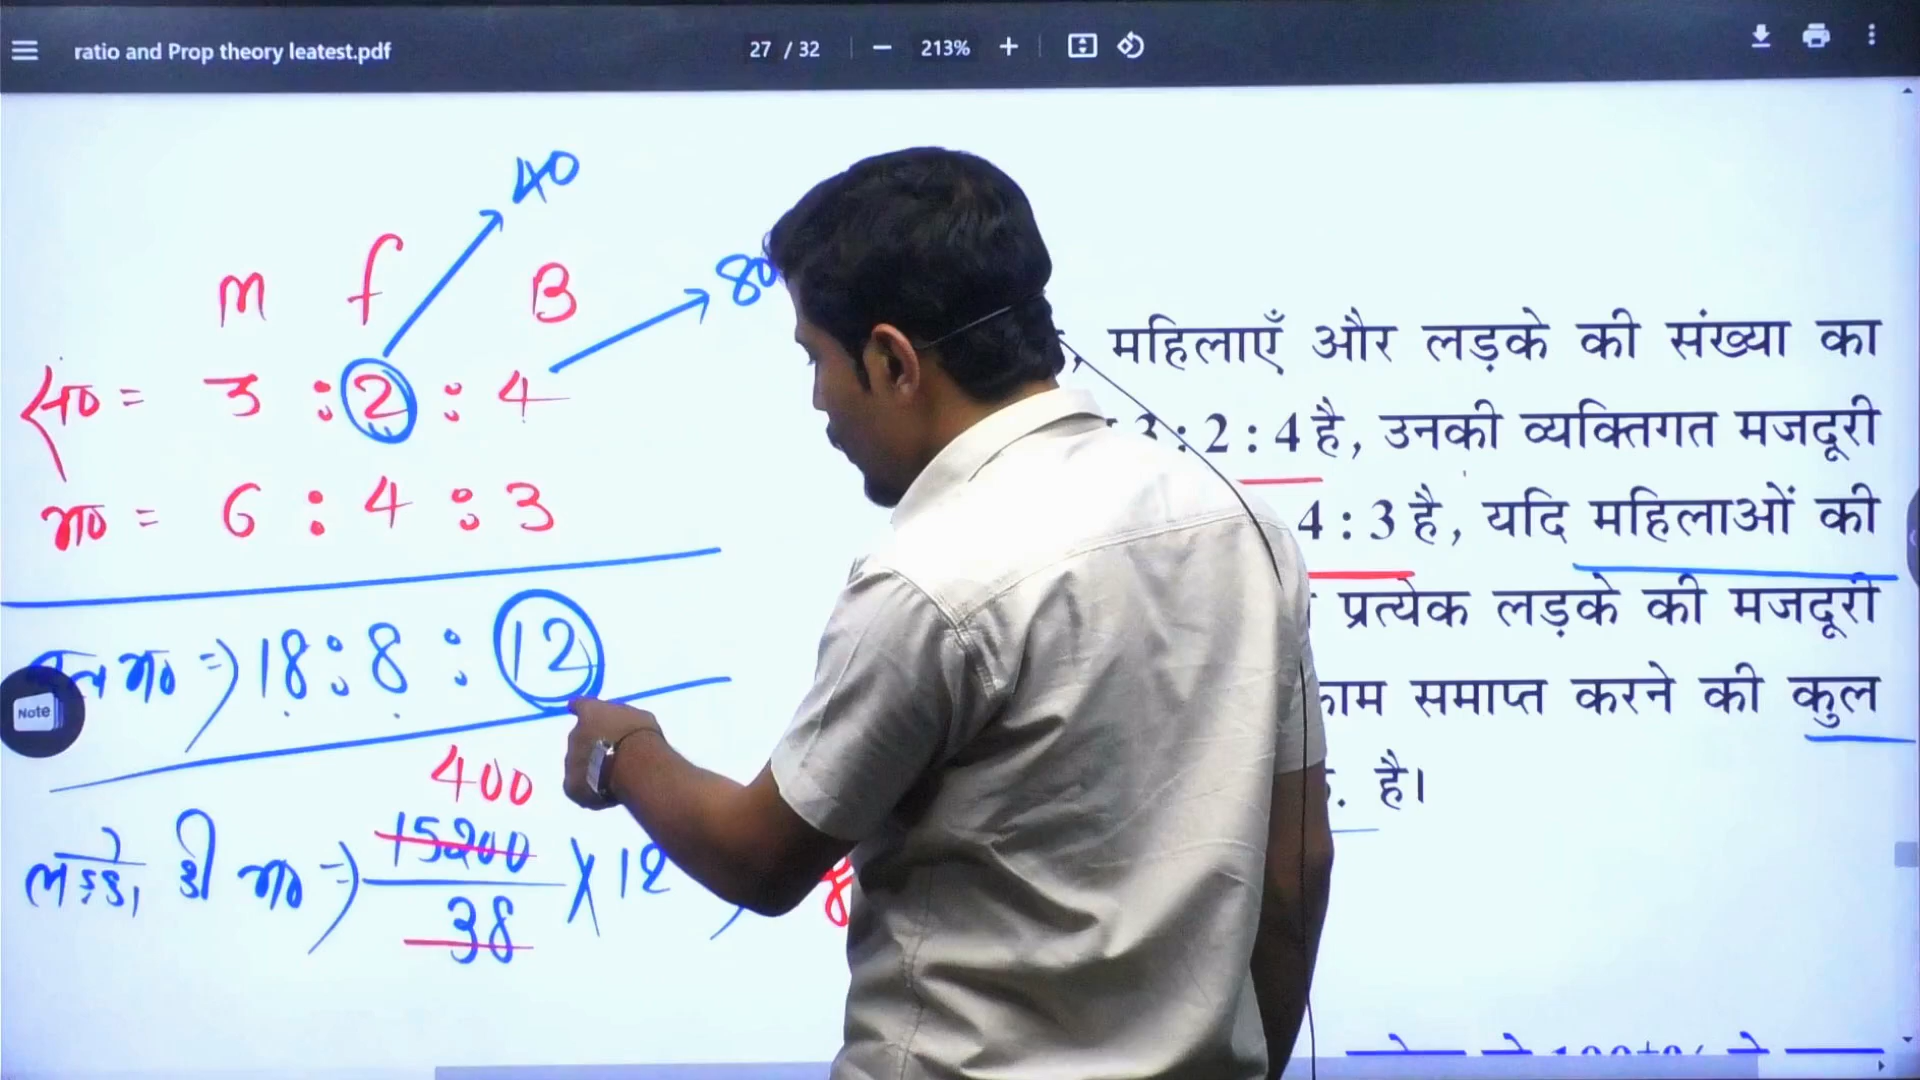 ratio and Prop theory leatest.pdf
27 / 32
213%
40
M f B
80
= 3 : 2 : 4
म० = 6 : 4 : 3
म० => 18 : 8 : 12
400
की म० => 15200/38 × 12
8
Note
, महिलाएँ और लड़के की संख्या का
3 : 2 : 4 है, उनकी व्यक्तिगत मजदूरी
4 : 3 है, यदि महिलाओं की
प्रत्येक लड़के की मजदूरी
काम समाप्त करने की कुल
रु. है।